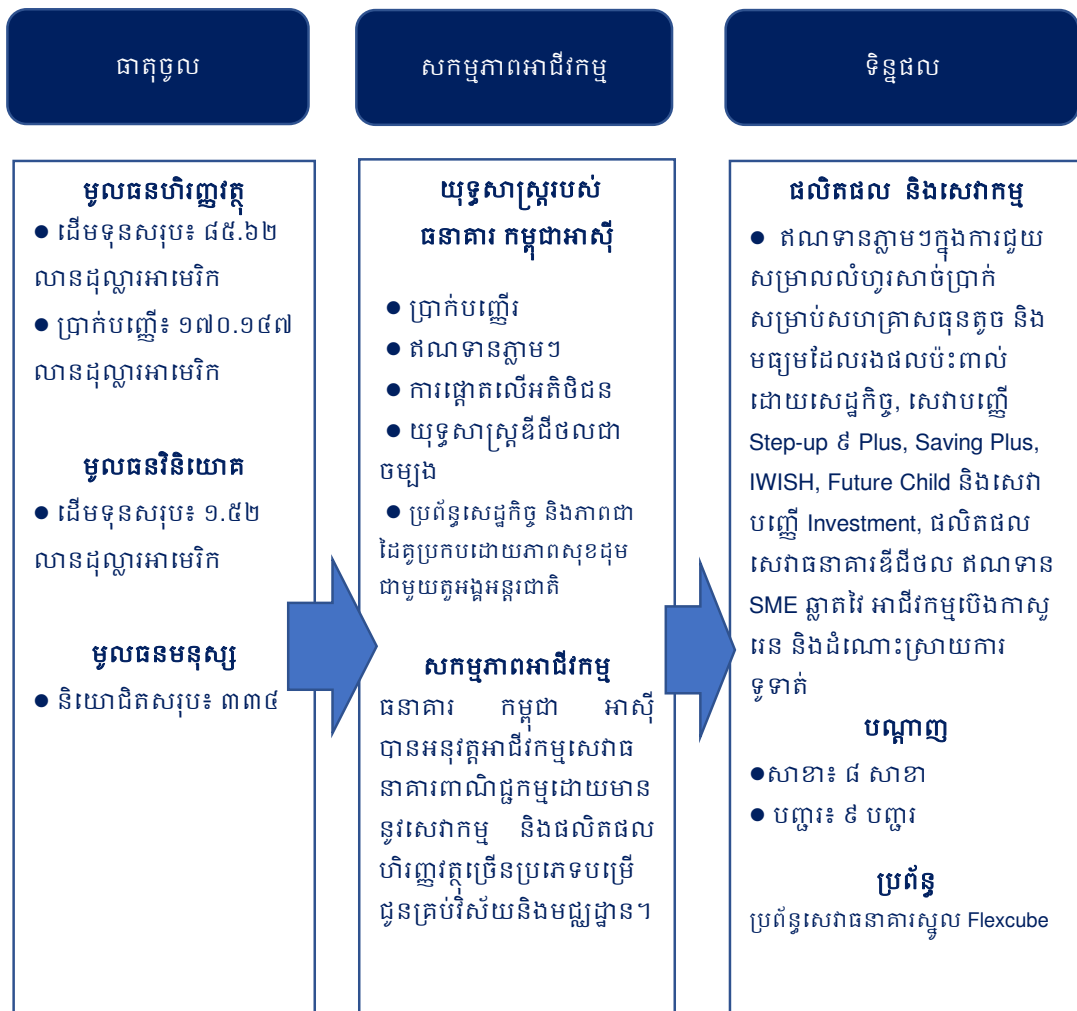 ធាតុចូល
សកម្មភាពអាជីវកម្ម
ទិន្នផល
មូលធនហិរញ្ញវត្ថុ
● ដើមទុនសរុប៖ ៨៥.៦២
លានដុល្លារអាមេរិក
● ប្រាក់បញ្ញើ៖ ១៧០.១៤៧
លានដុល្លារអាមេរិក
មូលធនវិនិយោគ
● ដើមទុនសរុប៖ ១.៥២
លានដុល្លារអាមេរិក
មូលធនមនុស្ស
● និយោជិតសរុប៖ ៣៣៤
យុទ្ធសាស្ត្ររបស់
ធនាគារ កម្ពុជាអាស៊ី
● ប្រាក់បញ្ញើរ
● ឥណទានភ្លាមៗ
● ការផ្តោតលើអតិថិជន
● យុទ្ធសាស្ត្រឌីជីថលជា
ចម្បង
● ប្រព័ន្ធសេដ្ឋកិច្ច និងភាពជា
ដៃគូប្រកបដោយភាពសុខដុម
ជាមួយតួអង្គអន្តរជាតិ
សកម្មភាពអាជីវកម្ម
ធនាគារ កម្ពុជា អាស៊ី
បានអនុវត្តអាជីវកម្មសេវាធ
នាគារពាណិជ្ជកម្មដោយមាន
នូវសេវាកម្ម និងផលិតផល
ហិរញ្ញវត្ថុច្រើនប្រភេទបម្រើ
ជូនគ្រប់វិស័យនិងមជ្ឈដ្ឋាន។
ផលិតផល និងសេវាកម្ម
● ឥណទានភ្លាមៗក្នុងការជួយ
សម្រាលលំហូរសាច់ប្រាក់
សម្រាប់សហគ្រាសធុនតូច និង
មធ្យមដែលរងផលប៉ះពាល់
ដោយសេដ្ឋកិច្ច, សេវាបញ្ញើ
Step-up ៩ Plus, Saving Plus,
IWISH, Future Child និងសេវា
បញ្ញើ Investment, ផលិតផល
សេវាធនាគារឌីជីថល ឥណទាន
SME ឆ្លាតវៃ អាជីវកម្មប៊េងកាសួ
រេន និងដំណោះស្រាយការ
ទូទាត់
បណ្តាញ
●សាខា៖ ៨ សាខា
● បញ្ជរ៖ ៩ បញ្ជរ
ប្រព័ន្ធ
ប្រព័ន្ធសេវាធនាគារស្នូល Flexcube